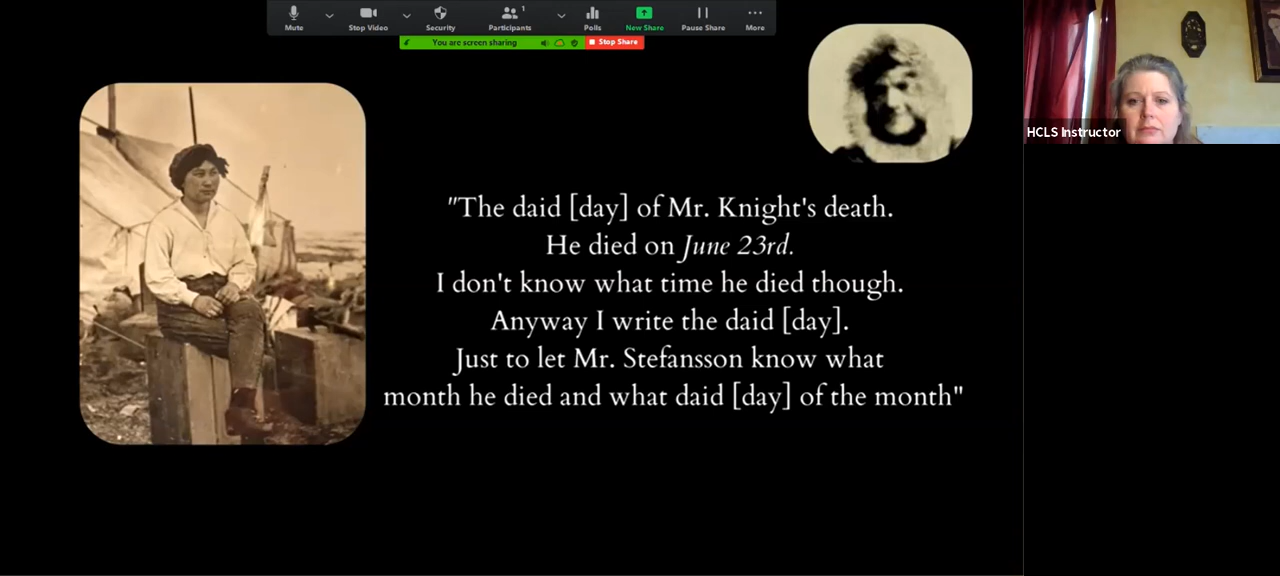 Mute
Stop Video
Security
Participants
1
Polls
New Share
Pause Share
More
You are screen sharing
Stop Share
HCLS Instructor
"The daid [day] of Mr. Knight's death.
He died on June 23rd.
I don't know what time he died though.
Anyway I write the daid [day].
Just to let Mr. Stefansson know what
month he died and what daid [day] of the month"